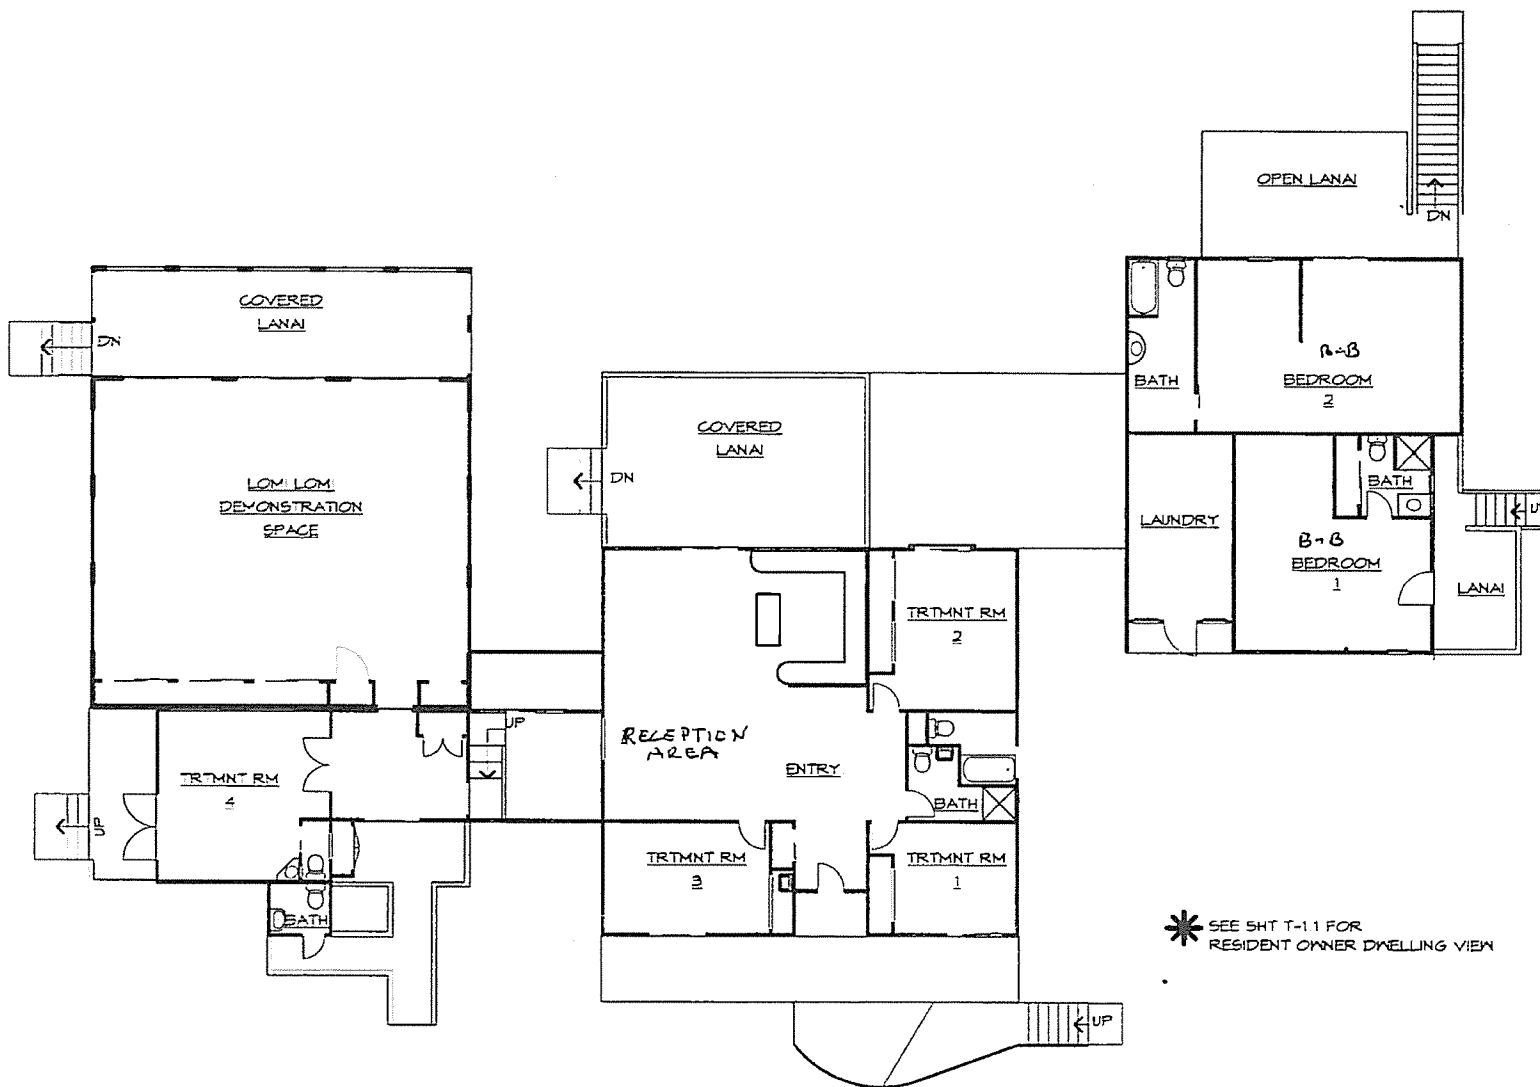 OPEN LANAI
DN
COVERED
LANAI
DN
B-B
BEDROOM
2
BATH
COVERED
LANAI
DN
LOMI LOMI
DEMONSTRATION
SPACE
BATH
LAUNDRY
B-B
BEDROOM
1
LANAI
UP
TRTMNT RM
2
UP
RECEPTION
AREA
ENTRY
TRTMNT RM
4
UP
BATH
TRTMNT RM
3
TRTMNT RM
1
BATH
SEE SHT T-1.1 FOR
RESIDENT OWNER DWELLING VIEW
UP